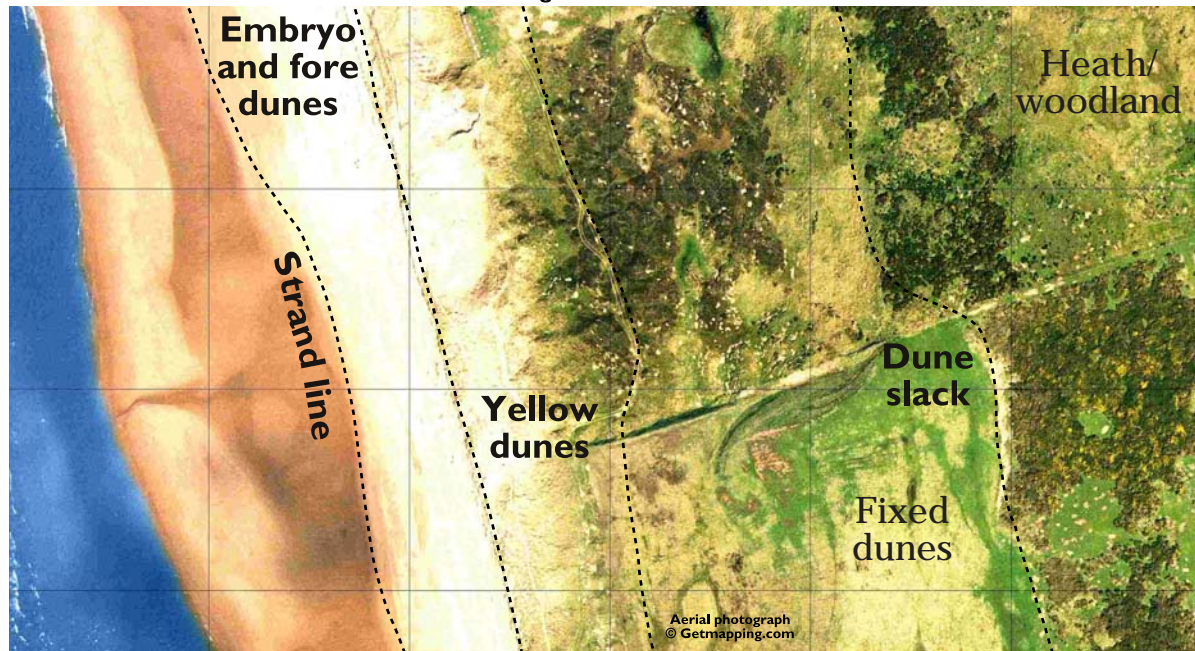 Embryo
and fore
dunes
Heath/
woodland
Strand line
Dune
slack
Yellow
dunes
Fixed
dunes
Aerial photograph
© Getmapping.com